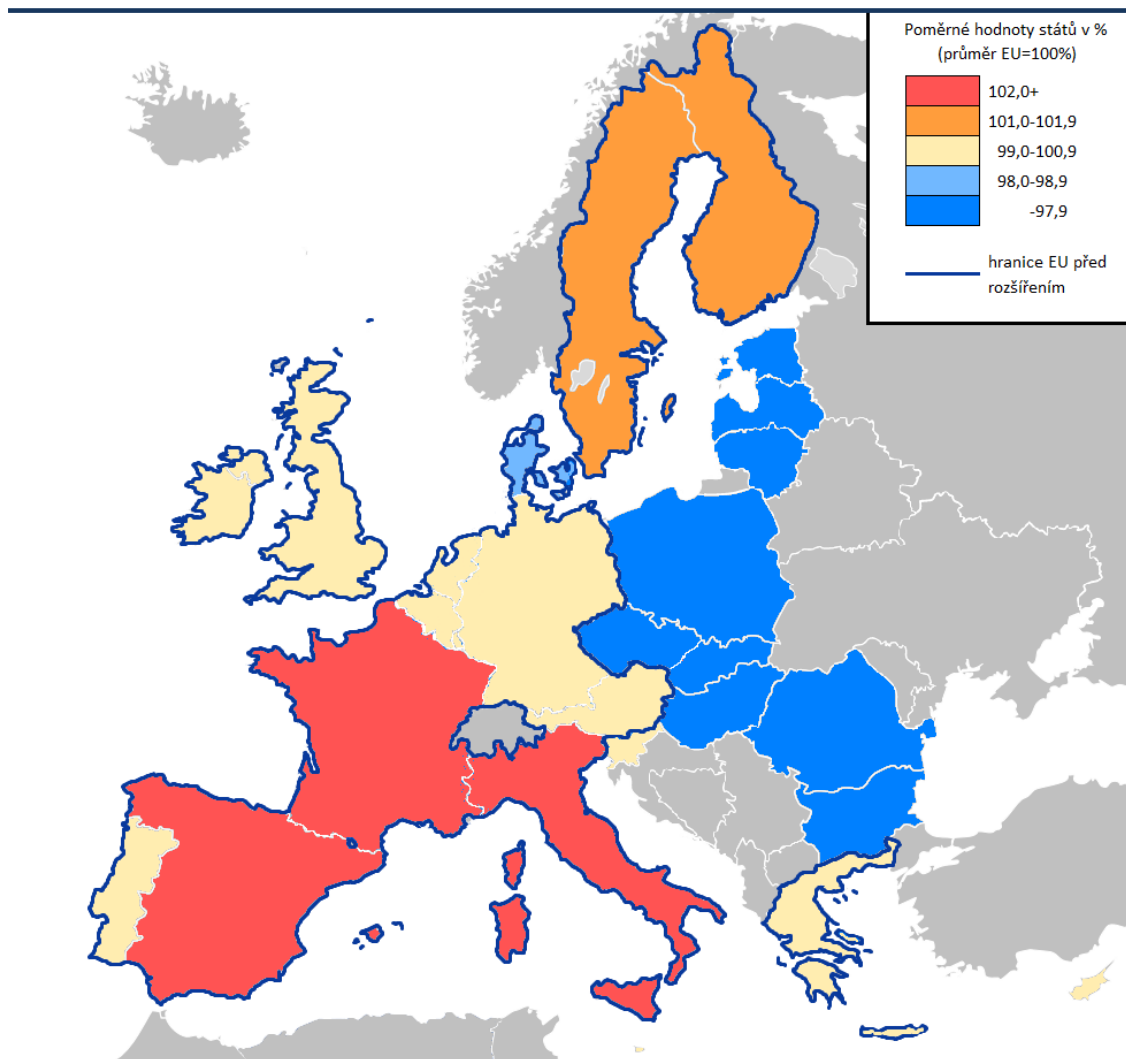 Poměrné hodnoty států v %
(průměr EU=100%)
102,0+
101,0-101,9
99,0-100,9
98,0-98,9
-97,9
hranice EU před
rozšířením